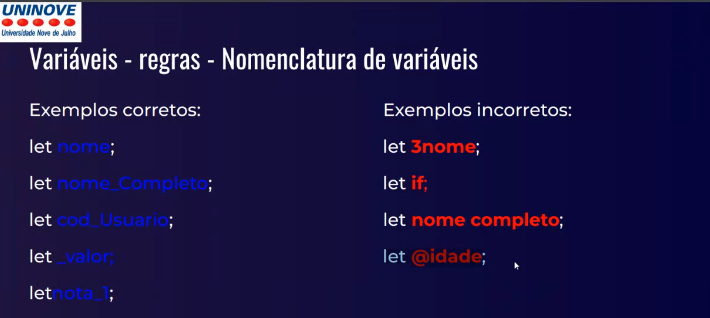 UNINOVE
Universidade Nove de Julho
Variáveis - regras - Nomenclatura de variáveis
Exemplos corretos:
let nome;
let nome_Completo;
let cod_Usuario;
let _valor;
letnota_1;
Exemplos incorretos:
let 3nome;
let if;
let nome completo;
let @idade;